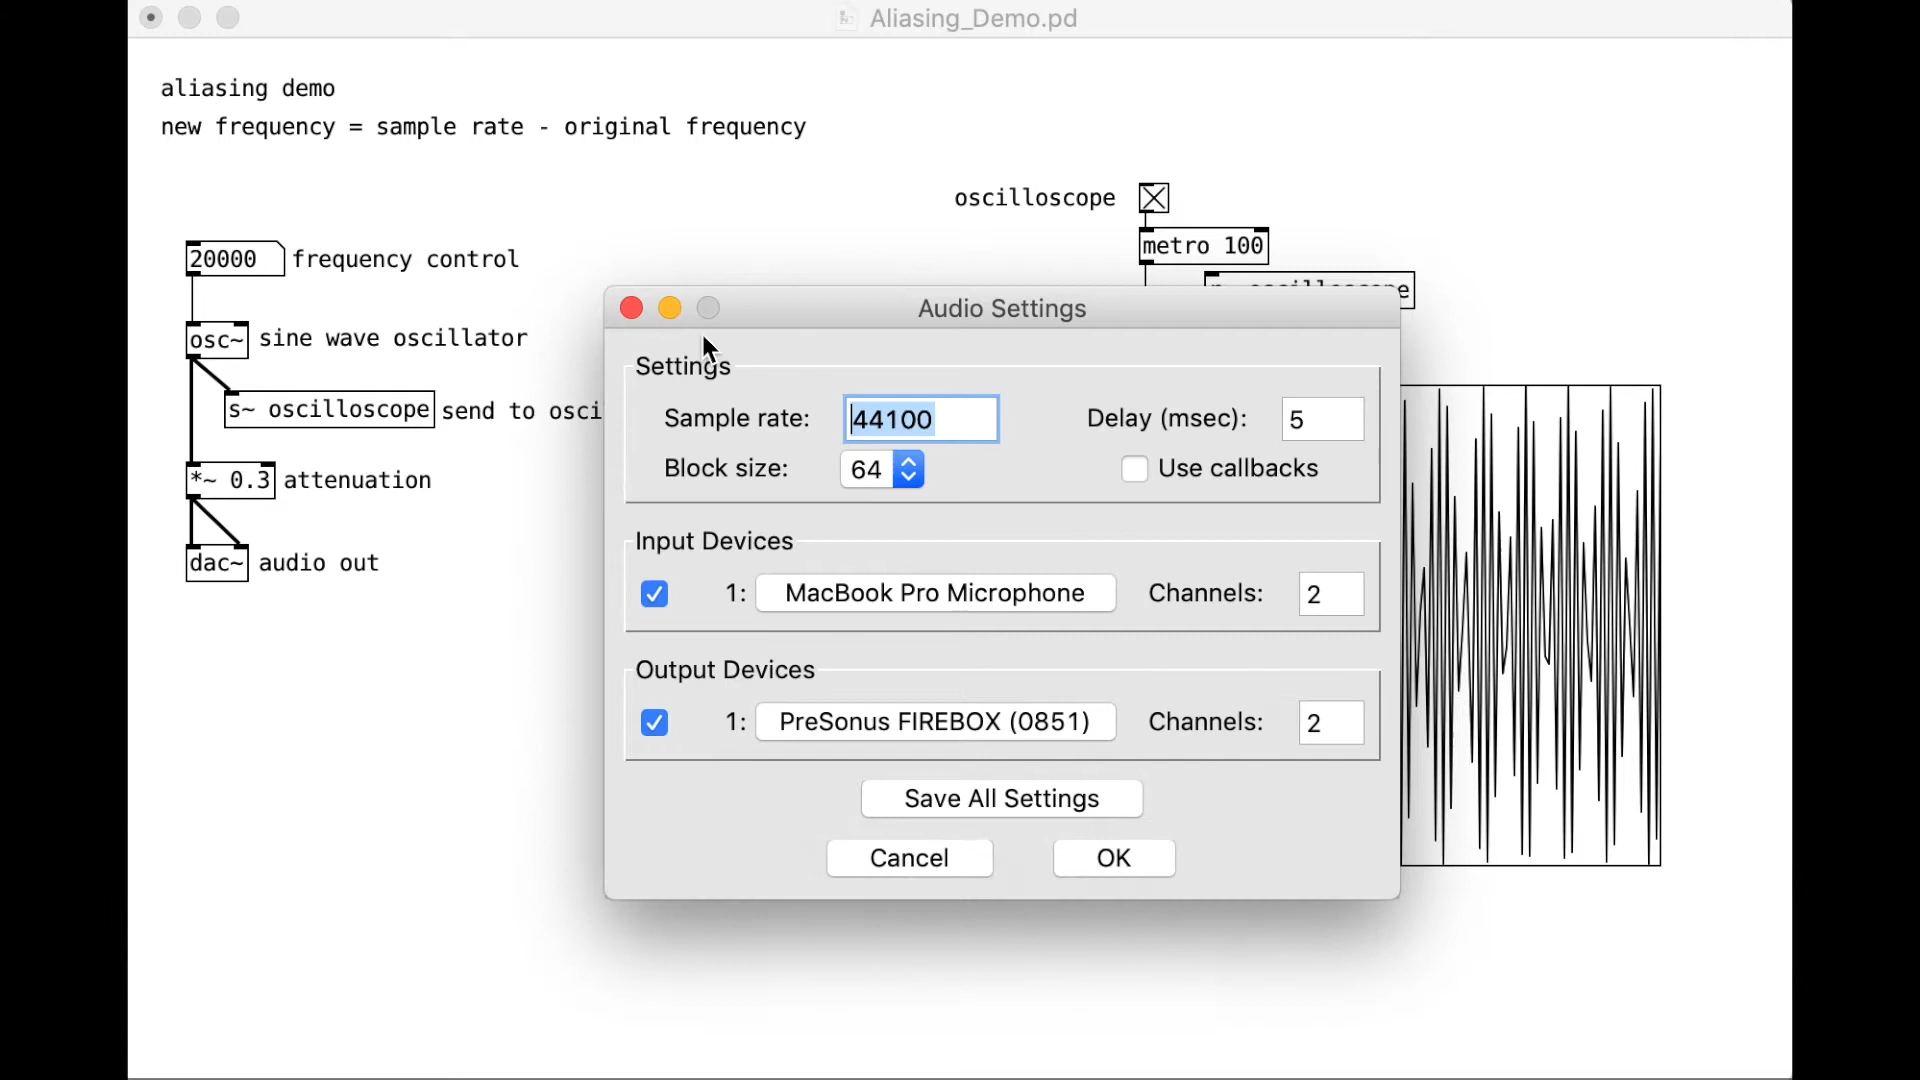 Aliasing_Demo.pd
aliasing demo
new frequency = sample rate - original frequency
oscilloscope
metro 100
20000 frequency control
osc~ sine wave oscillator
s~ oscilloscope send to osci
*~ 0.3 attenuation
dac~ audio out
Audio Settings
Settings
Sample rate: 44100 Delay (msec): 5
Block size: 64 Use callbacks
Input Devices
1: MacBook Pro Microphone Channels: 2
Output Devices
1: PreSonus FIREBOX (0851) Channels: 2
Save All Settings
Cancel OK